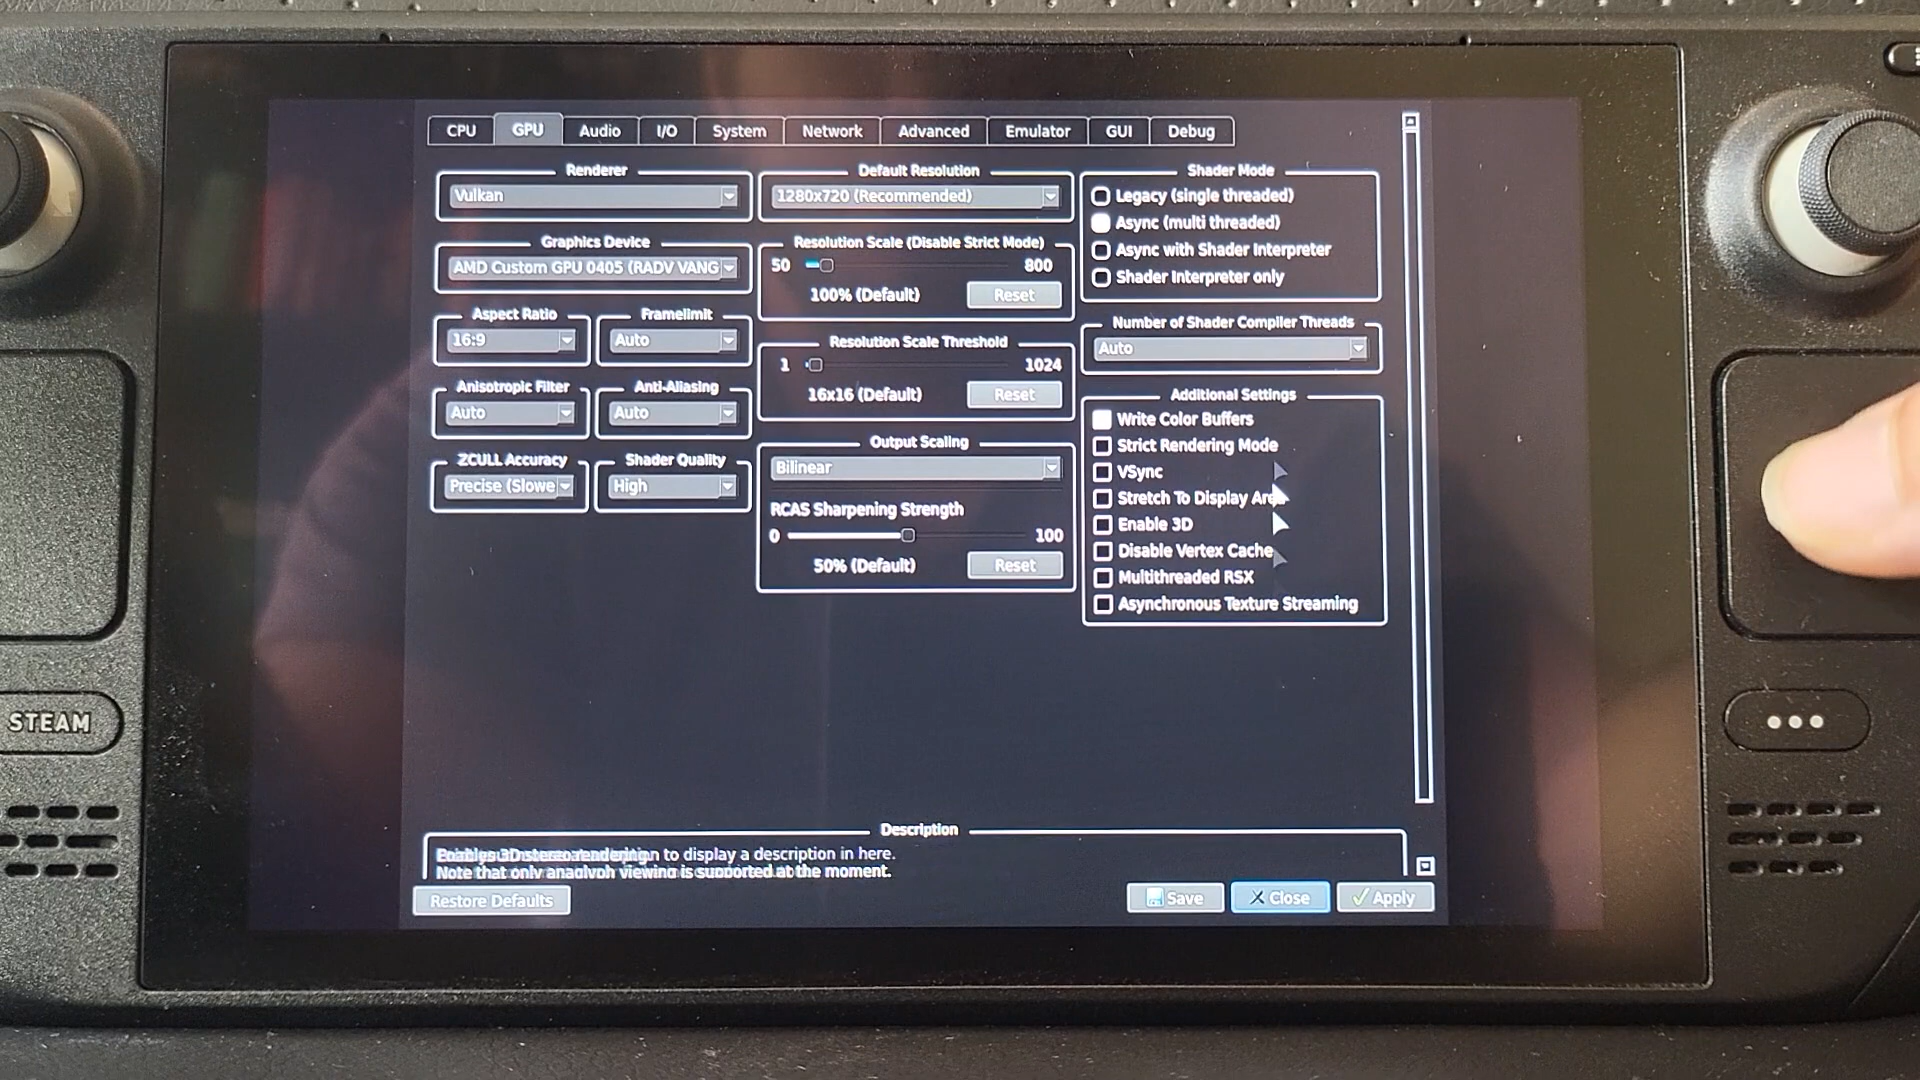 CPU GPU Audio I/O System Network Advanced Emulator GUI Debug
Renderer
Vulkan
Graphics Device
AMD Custom GPU 0405 (RADV VANG
Aspect Ratio
16:9
Framelimit
Auto
Anisotropic Filter
Auto
Anti-Aliasing
Auto
ZCULL Accuracy
Precise (Slowe
Shader Quality
High
Default Resolution
1280x720 (Recommended)
Resolution Scale (Disable Strict Mode)
50 800
100% (Default) Reset
Resolution Scale Threshold
1 1024
16x16 (Default) Reset
Output Scaling
Bilinear
RCAS Sharpening Strength
0 100
50% (Default) Reset
Shader Mode
Legacy (single threaded)
Async (multi threaded)
Async with Shader Interpreter
Shader Interpreter only
Number of Shader Compiler Threads
Auto
Additional Settings
Write Color Buffers
Strict Rendering Mode
VSync
Stretch To Display Area
Enable 3D
Disable Vertex Cache
Multithreaded RSX
Asynchronous Texture Streaming
Description
to display a description in here.
Note that only anaglyph viewing is supported at the moment.
Restore Defaults
Save Close Apply
STEAM